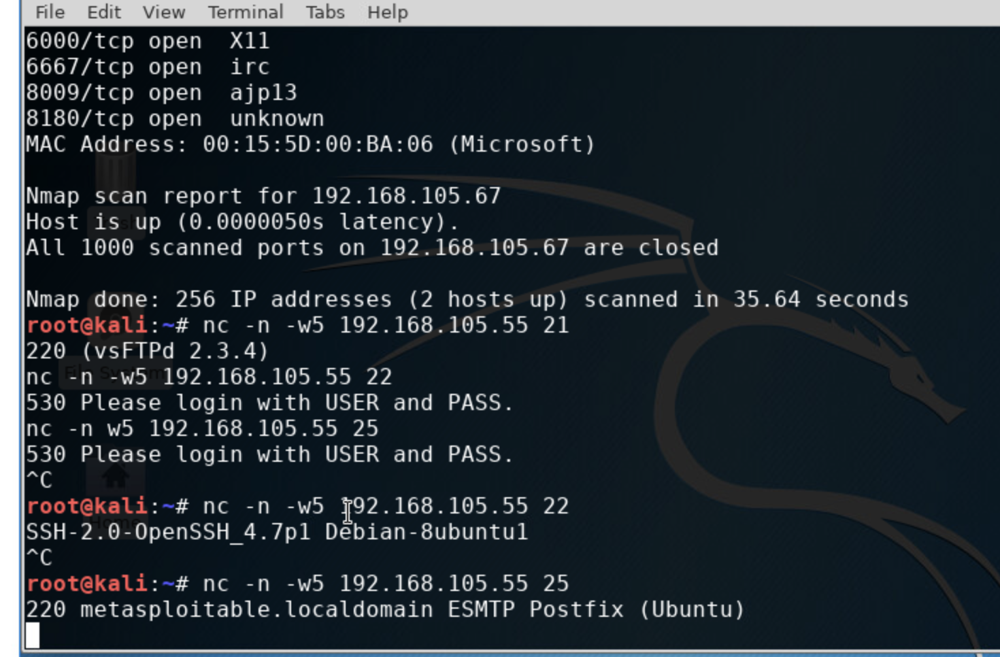 File Edit View Terminal Tabs Help
6000/tcp open  X11
6667/tcp open  irc
8009/tcp open  ajp13
8180/tcp open  unknown
MAC Address: 00:15:5D:00:BA:06 (Microsoft)
Nmap scan report for 192.168.105.67
Host is up (0.0000050s latency).
All 1000 scanned ports on 192.168.105.67 are closed
Nmap done: 256 IP addresses (2 hosts up) scanned in 35.64 seconds
root@kali:~# nc -n -w5 192.168.105.55 21
220 (vsFTPd 2.3.4)
File System
nc -n -w5 192.168.105.55 22
530 Please login with USER and PASS.
nc -n w5 192.168.105.55 25
530 Please login with USER and PASS.
^C
root@kali:~# nc -n -w5 192.168.105.55 22
Home
SSH-2.0-OpenSSH_4.7p1 Debian-8ubuntu1
^C
root@kali:~# nc -n -w5 192.168.105.55 25
220 metasploitable.localdomain ESMTP Postfix (Ubuntu)